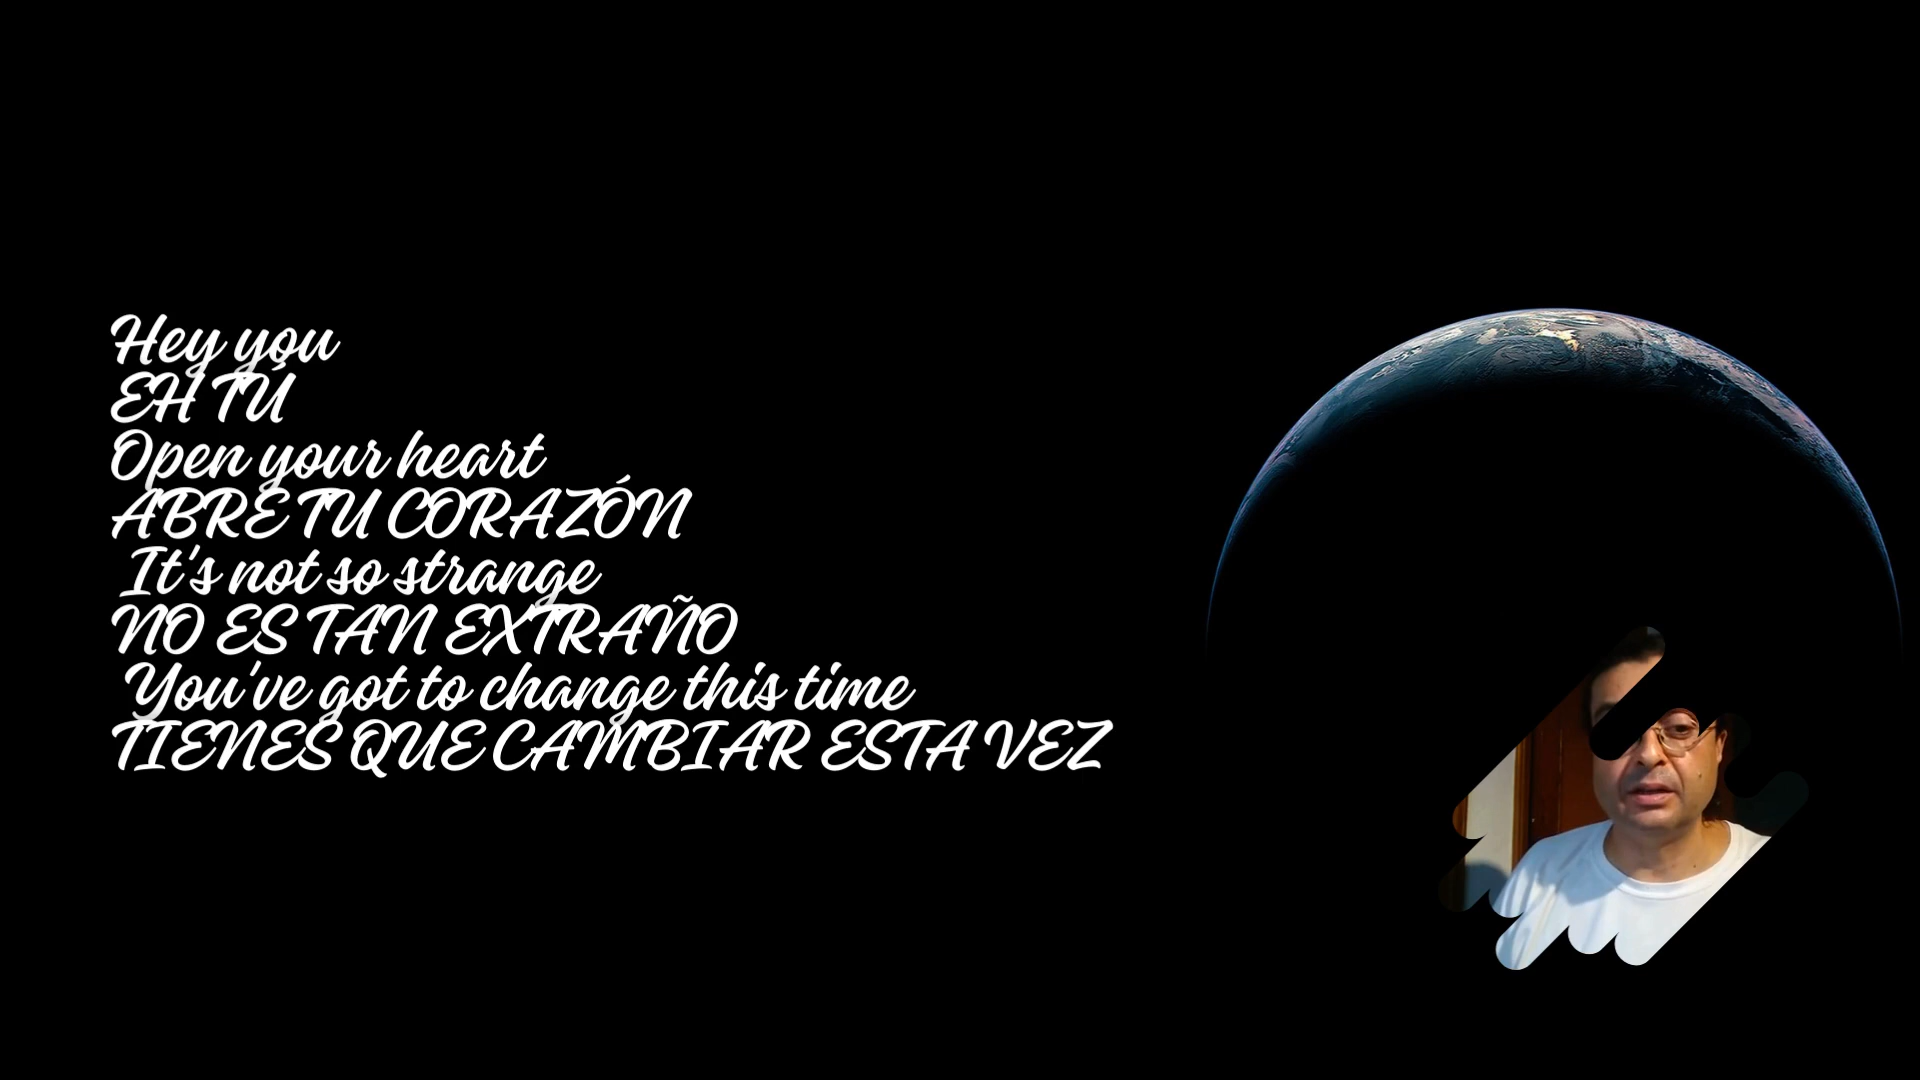 Hey you
EH TÚ
Open your heart
ABRE TU CORAZÓN
It's not so strange
NO ES TAN EXTRAÑO
You've got to change this time
TIENES QUE CAMBIAR ESTA VEZ